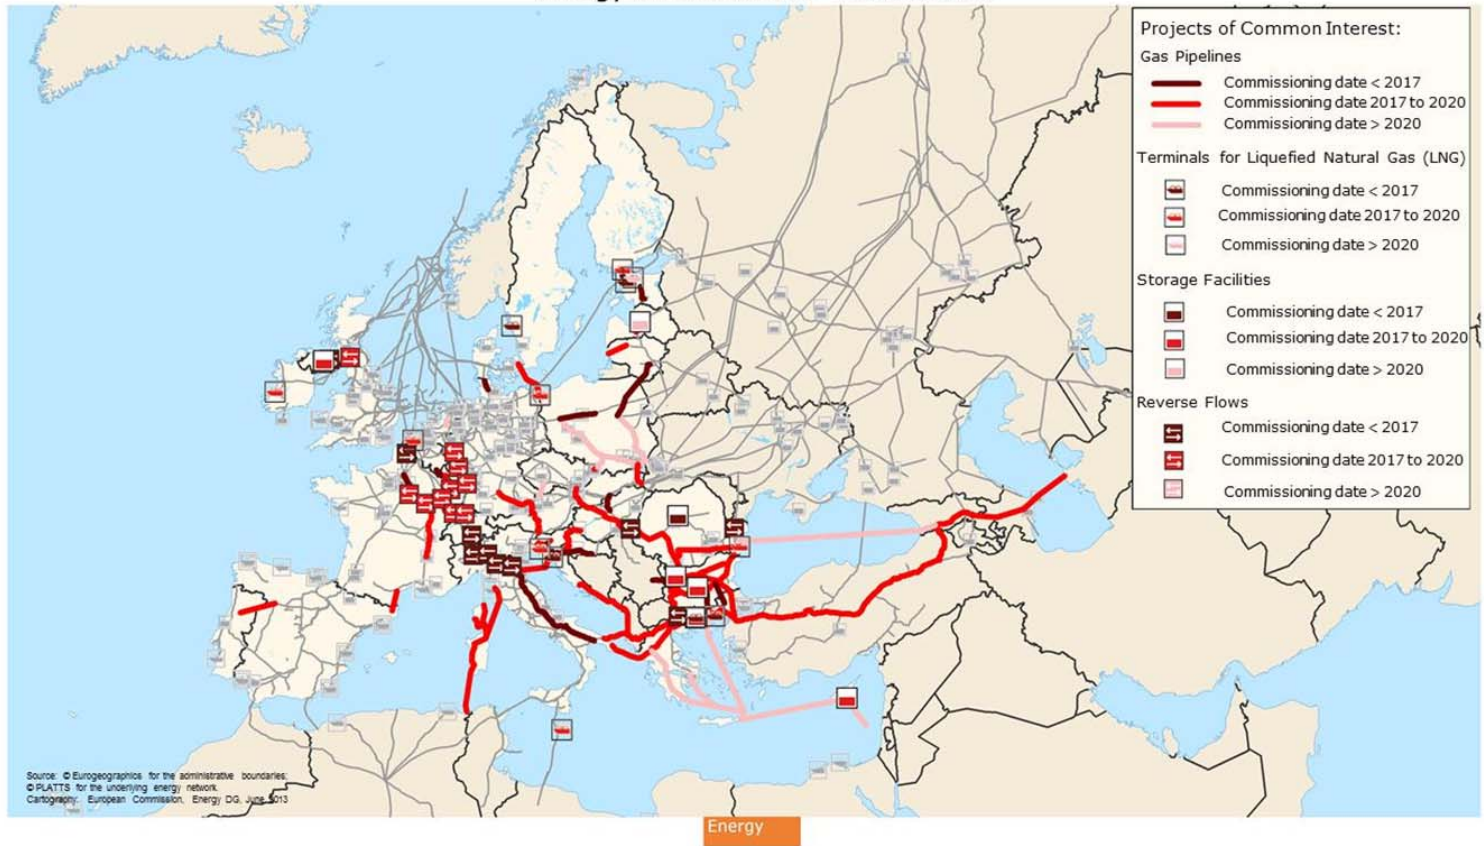 Projects of Common Interest:
Gas Pipelines
Commissioning date < 2017
Commissioning date 2017 to 2020
Commissioning date > 2020
Terminals for Liquefied Natural Gas (LNG)
Commissioning date < 2017
Commissioning date 2017 to 2020
Commissioning date > 2020
Storage Facilities
Commissioning date < 2017
Commissioning date 2017 to 2020
Commissioning date > 2020
Reverse Flows
Commissioning date < 2017
Commissioning date 2017 to 2020
Commissioning date > 2020
Source: © Eurogeographics for the administrative boundaries;
© PLATTS for the underlying energy network.
Cartography: European Commission, Energy DG, June 2013
Energy